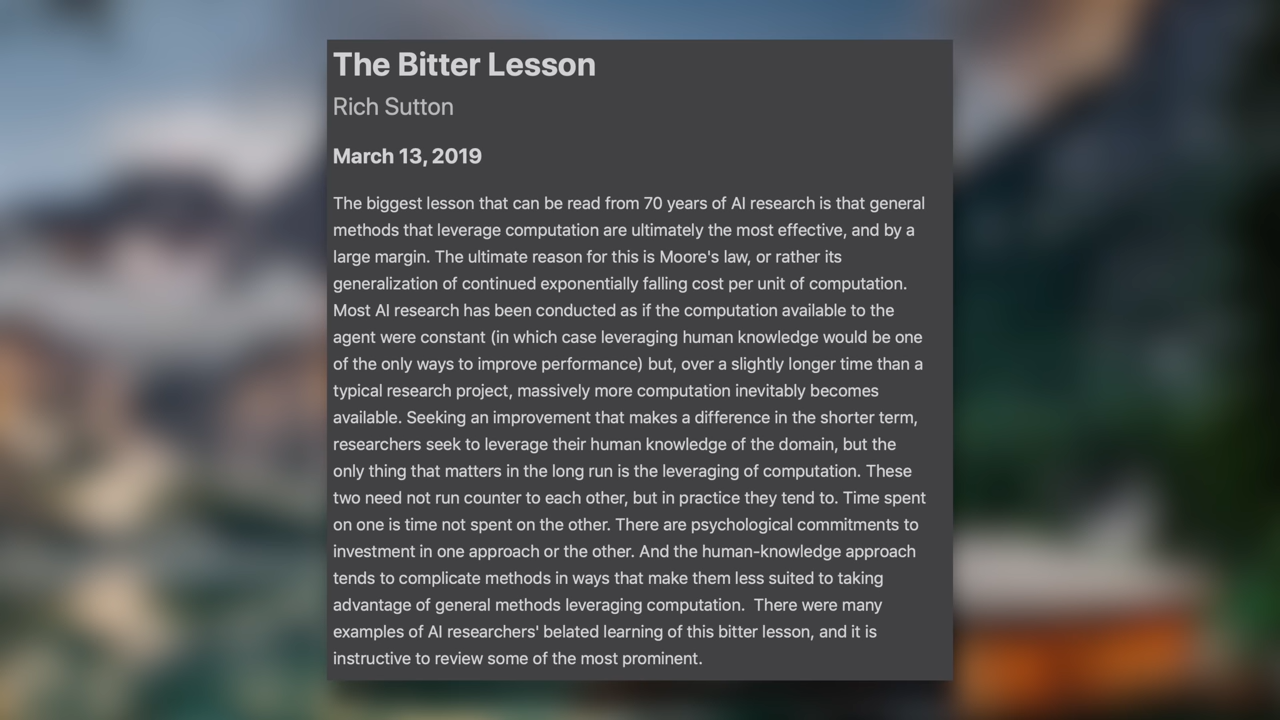 The Bitter Lesson
Rich Sutton
March 13, 2019
The biggest lesson that can be read from 70 years of AI research is that general
methods that leverage computation are ultimately the most effective, and by a
large margin. The ultimate reason for this is Moore's law, or rather its
generalization of continued exponentially falling cost per unit of computation.
Most AI research has been conducted as if the computation available to the
agent were constant (in which case leveraging human knowledge would be one
of the only ways to improve performance) but, over a slightly longer time than a
typical research project, massively more computation inevitably becomes
available. Seeking an improvement that makes a difference in the shorter term,
researchers seek to leverage their human knowledge of the domain, but the
only thing that matters in the long run is the leveraging of computation. These
two need not run counter to each other, but in practice they tend to. Time spent
on one is time not spent on the other. There are psychological commitments to
investment in one approach or the other. And the human-knowledge approach
tends to complicate methods in ways that make them less suited to taking
advantage of general methods leveraging computation.  There were many
examples of AI researchers' belated learning of this bitter lesson, and it is
instructive to review some of the most prominent.